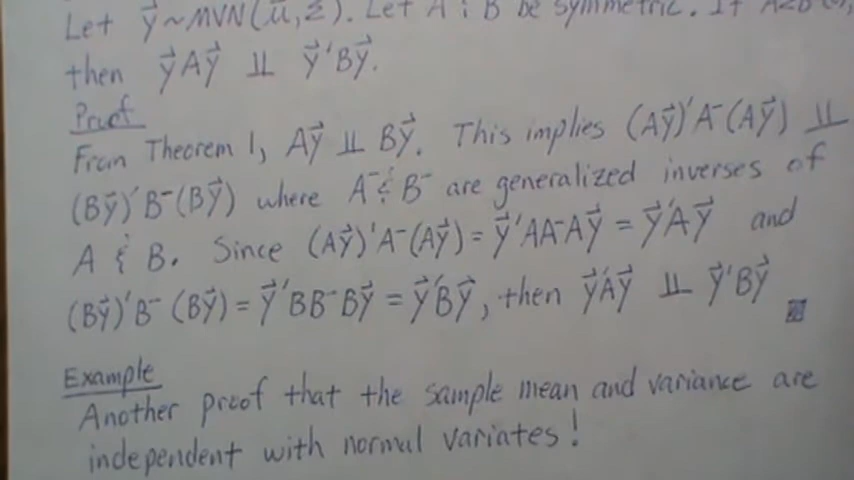 Let y⃗ ~ MVN(μ⃗, Σ). Let A & B be symmetric. If
then y⃗Ay⃗ ⫫ y⃗'By⃗.
Proof
From Theorem 1, Ay⃗ ⫫ By⃗. This implies (Ay⃗)'A⁻(Ay⃗) ⫫
(By⃗)'B⁻(By⃗) where A⁻ & B⁻ are generalized inverses of
A & B. Since (Ay⃗)'A⁻(Ay⃗) = y⃗'AA⁻Ay⃗ = y⃗'Ay⃗ and
(By⃗)'B⁻(By⃗) = y⃗'BB⁻By⃗ = y⃗'By⃗, then y⃗'Ay⃗ ⫫ y⃗'By⃗
Example
Another proof that the sample mean and variance are
independent with normal variates!